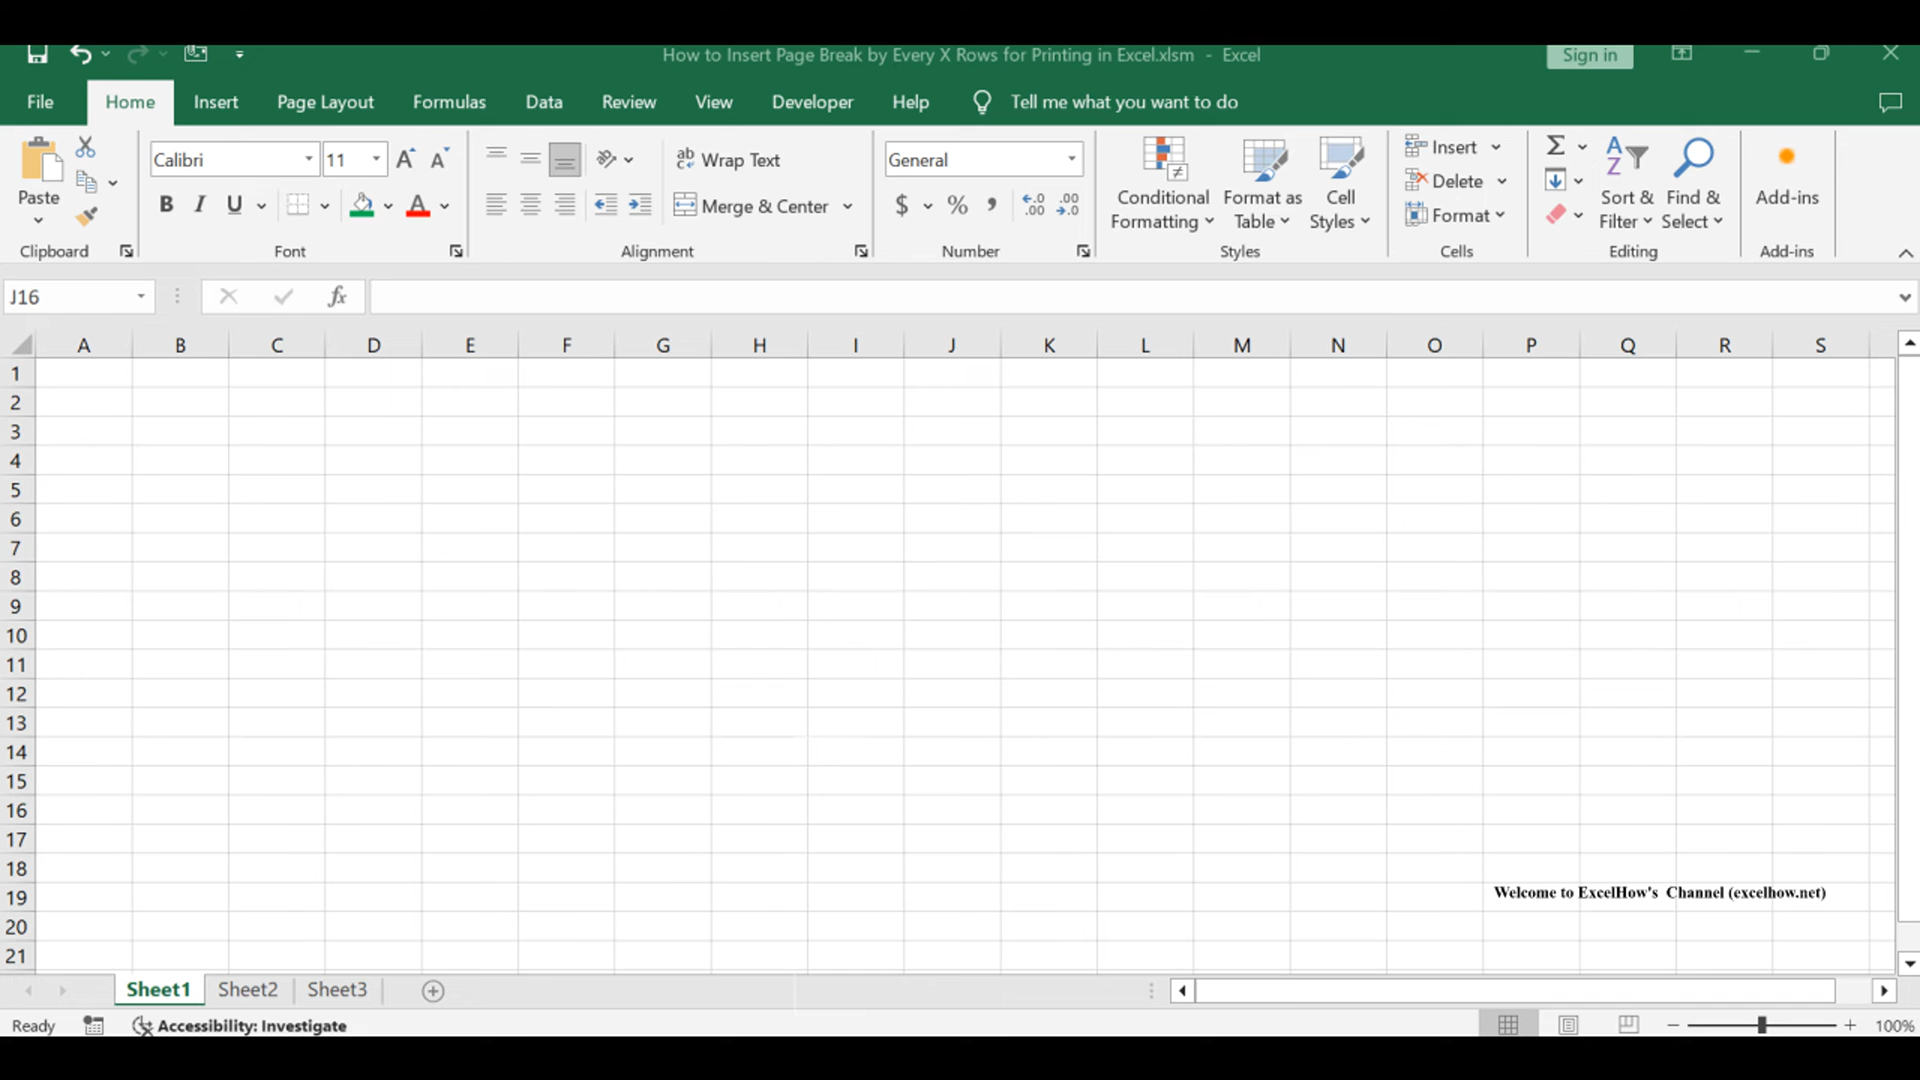 How to Insert Page Break by Every X Rows for Printing in Excel.xlsm - Excel
Sign in
File Home Insert Page Layout Formulas Data Review View Developer Help Tell me what you want to do
Paste
Clipboard
Calibri 11
B I U A
Font
ab Wrap Text
Merge & Center
Alignment
General
$ % , .0 .00 .00 .0
Number
Conditional Formatting
Format as Table
Cell Styles
Styles
Insert
Delete
Format
Cells
Σ
Sort & Filter
Find & Select
Editing
Add-ins
Add-ins
J16 fx
A B C D E F G H I J K L M N O P Q R S
1
2
3
4
5
6
7
8
9
10
11
12
13
14
15
16
17
18
19
Welcome to ExcelHow's Channel (excelhow.net)
20
21
Sheet1 Sheet2 Sheet3
Ready Accessibility: Investigate 100%